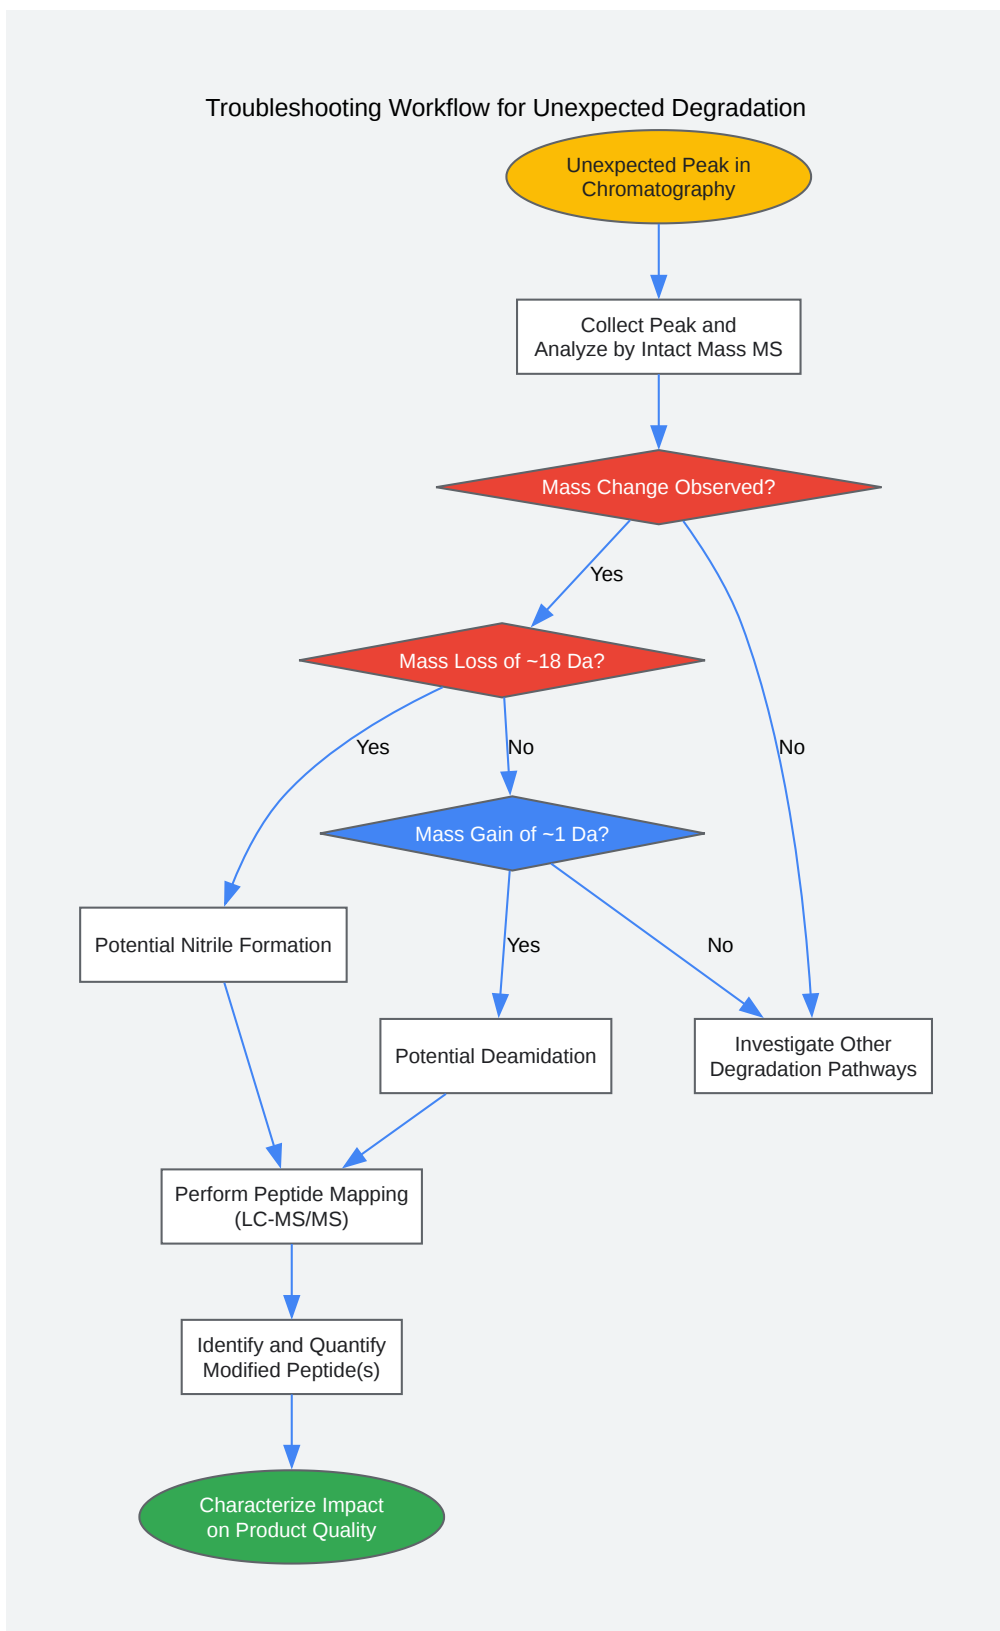 Troubleshooting Workflow for Unexpected Degradation
Unexpected Peak in
Chromatography
Collect Peak and
Analyze by Intact Mass MS
Mass Change Observed?
Yes
Mass Loss of ~18 Da?
Yes
No
No
Mass Gain of ~1 Da?
Potential Nitrile Formation
Yes
No
Potential Deamidation
Investigate Other
Degradation Pathways
Perform Peptide Mapping
(LC-MS/MS)
Identify and Quantify
Modified Peptide(s)
Characterize Impact
on Product Quality